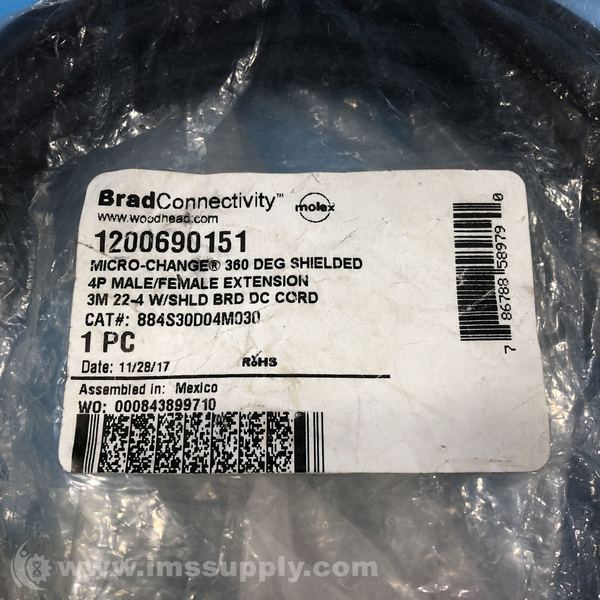 BradConnectivity™
molex
www.woodhead.com
1200690151
MICRO-CHANGE® 360 DEG SHIELDED
4P MALE/FEMALE EXTENSION
3M 22-4 W/SHLD BRD DC CORD
CAT#: 884S30D04M030
1 PC
Date: 11/28/17
RoHS
Assembled in: Mexico
WO: 000843899710
7 86788 58979 0
www.imssupply.com